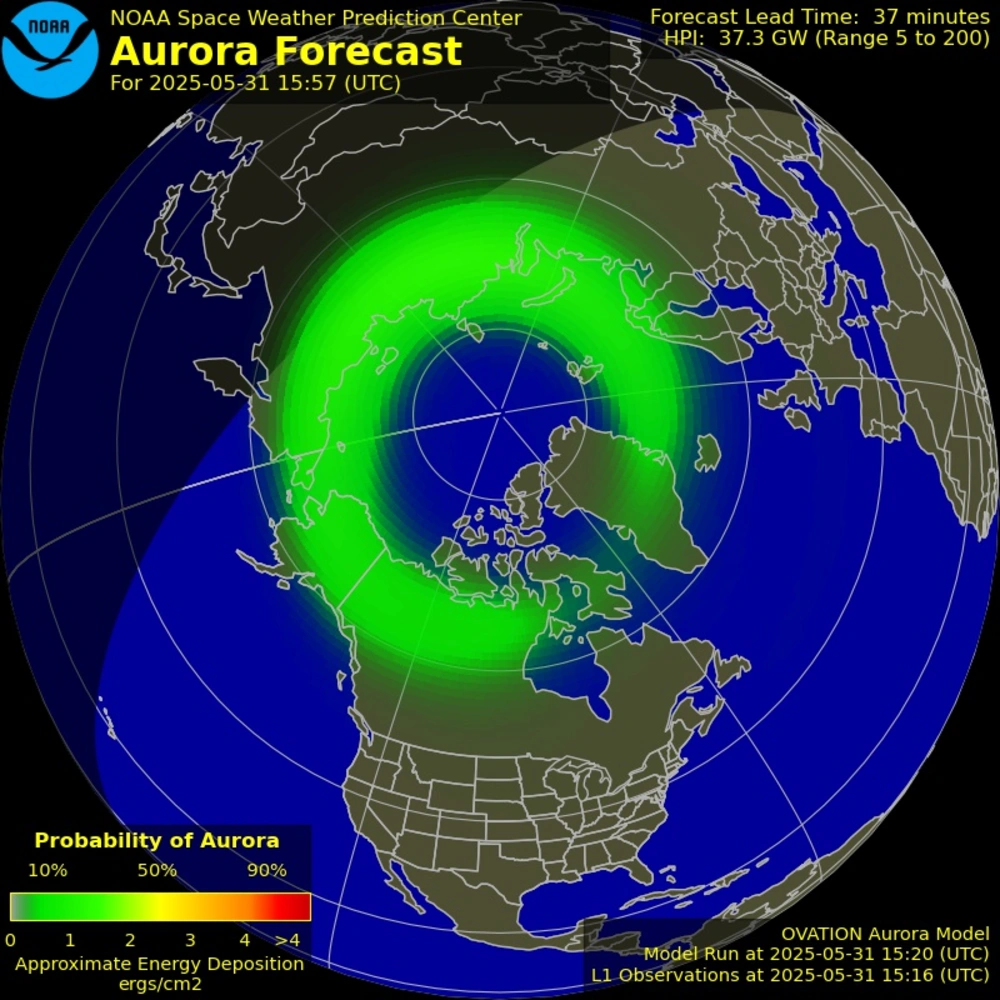 NOAA
NOAA Space Weather Prediction Center
Aurora Forecast
For 2025-05-31 15:57 (UTC)
Forecast Lead Time: 37 minutes
HPI: 37.3 GW (Range 5 to 200)
Probability of Aurora
10% 50% 90%
0 1 2 3 4 >4
Approximate Energy Deposition
ergs/cm2
OVATION Aurora Model
Model Run at 2025-05-31 15:20 (UTC)
L1 Observations at 2025-05-31 15:16 (UTC)